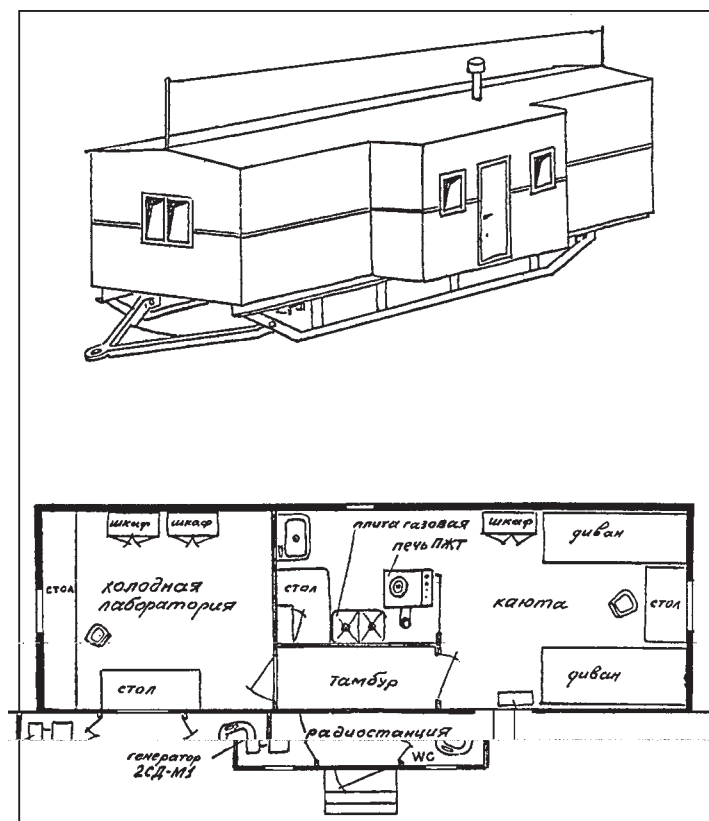 шкаф
шкаф
плита газовая
печь ПЖТ
шкаф
диван
стол
холодная
лаборатория
стол
каюта
стол
стол
тамбур
диван
радиостанция
генератор
2СД-М1
WC